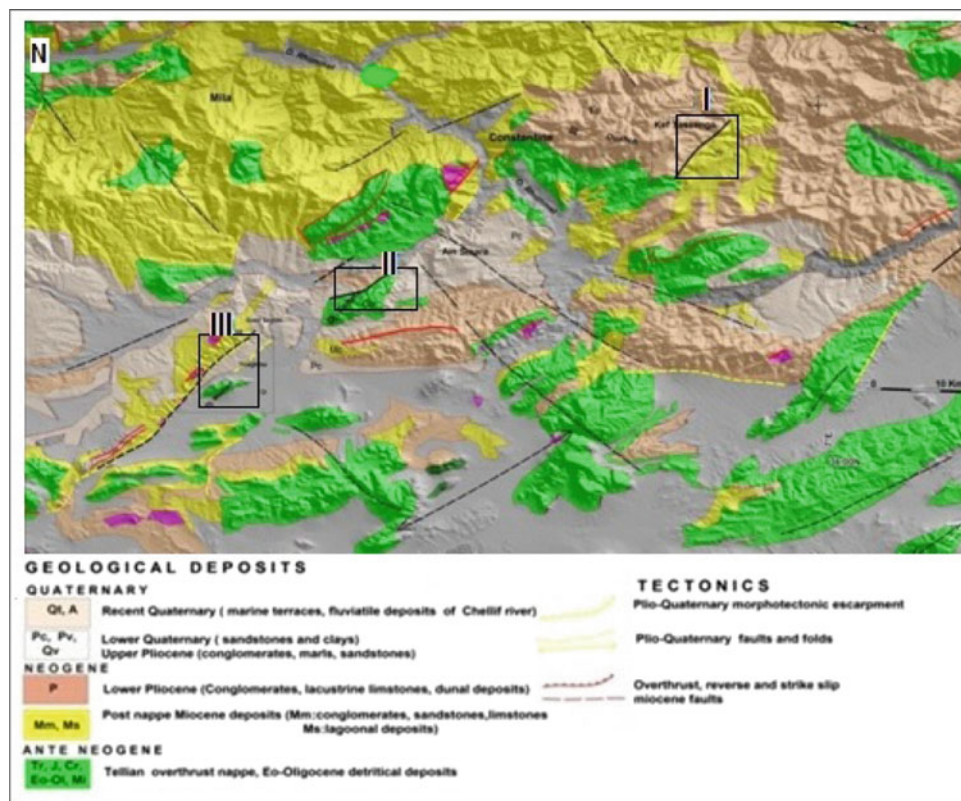 N
Mila
Constantine
I
Ain Smara
II
III
Pc
Pc
0 10 Km
GEOLOGICAL DEPOSITS
QUATERNARY
Qt, A Recent Quaternary ( marine terraces, fluviatile deposits of Chellif river)
Pc, Pv, Qv Lower Quaternary ( sandstones and clays)
Upper Pliocene (conglomerates, marls, sandstones)
NEOGENE
P Lower Pliocene (Conglomerates, lacustrine limstones, dunal deposits)
Mm, Ms Post nappe Miocene deposits (Mm:conglomerates, sandstones,limstones
Ms:lagoonal deposits)
ANTE NEOGENE
Tr, J, Cr, Eo-Ol, Mi Tellian overthrust nappe, Eo-Oligocene detritical deposits
TECTONICS
Plio-Quaternary morphotectonic escarpment
Plio-Quaternary faults and folds
Overthrust, reverse and strike slip
miocene faults